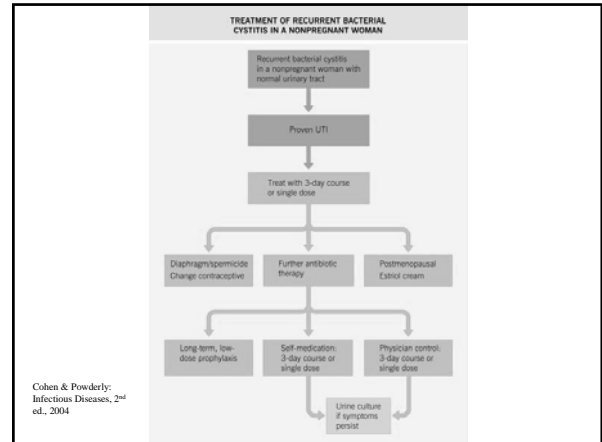 TREATMENT OF RECURRENT BACTERIAL
CYSTITIS IN A NONPREGNANT WOMAN
Recurrent bacterial cystitis
in a nonpregnant woman with
normal urinary tract
Proven UTI
Treat with 3-day course
or single dose
Diaphragm/spermicide
Change contraceptive
Further antibiotic
therapy
Postmenopausal
Estriol cream
Long-term, low-
dose prophylaxis
Self-medication:
3-day course or
single dose
Physician control:
3-day course or
single dose
Urine culture
if symptoms
persist
Cohen & Powderly:
Infectious Diseases, 2nd
ed., 2004